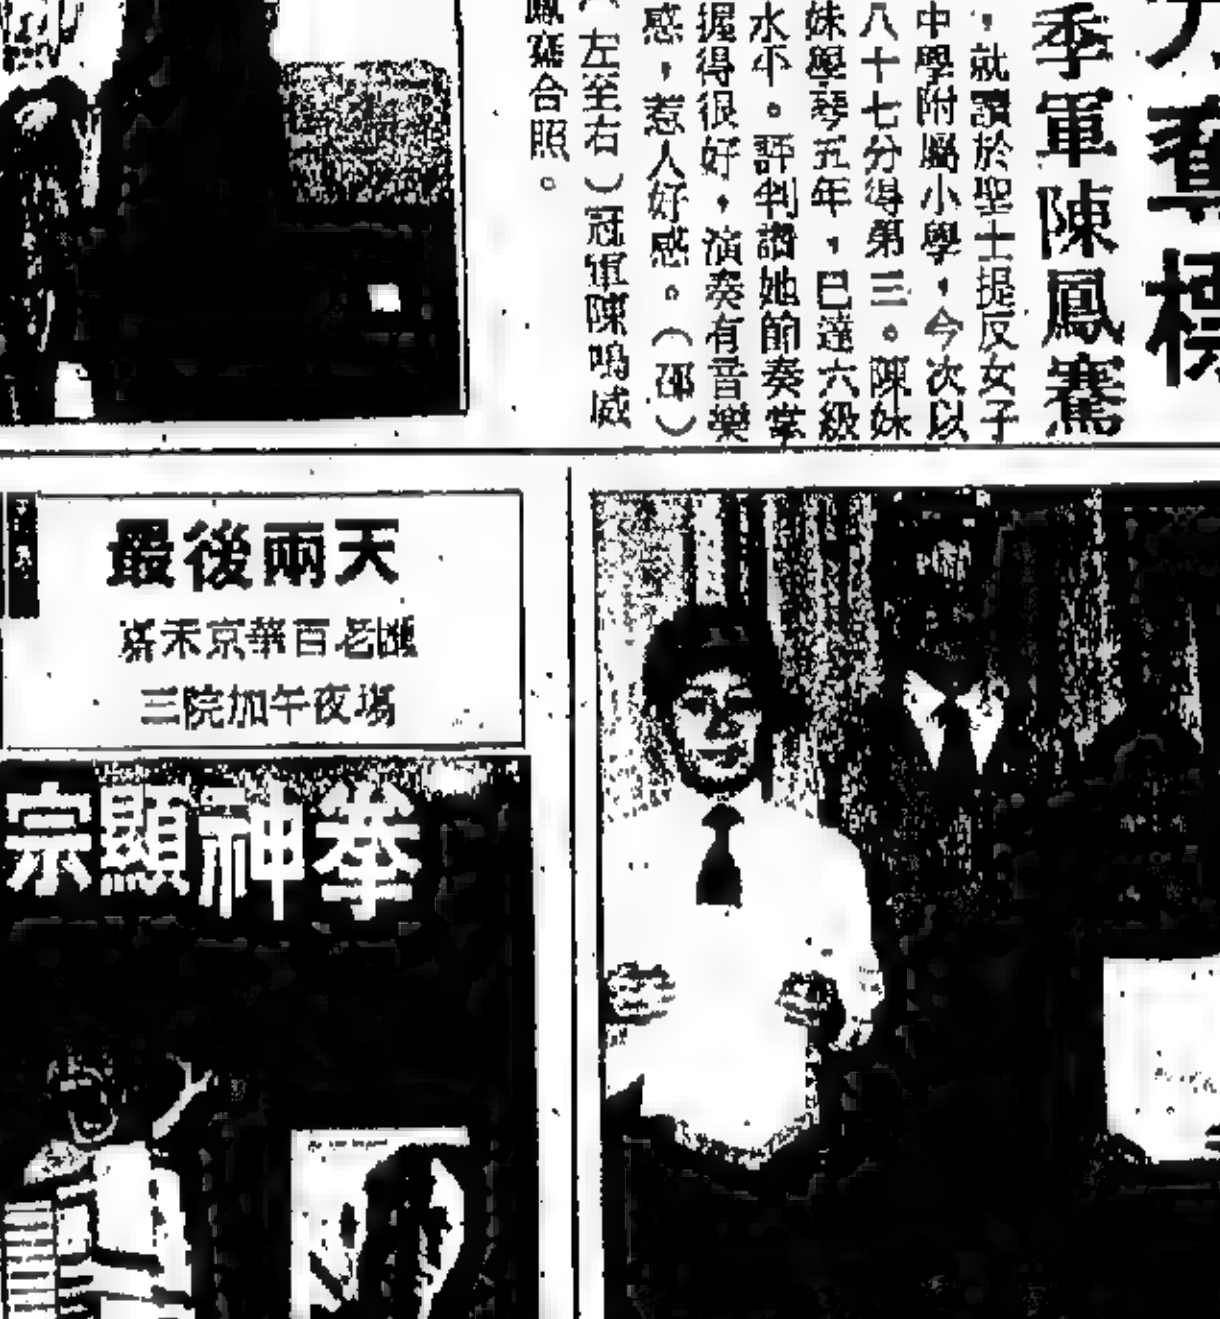 季軍陳鳳騫
，就讀於聖士提反女子
中學附屬小學，今次以
八十七分得第三。陳妹
妹學琴五年，已達六級
水平。評判讚她節奏掌
握得很好，演奏有音樂
感，惹人好感。（邵）
左至右）冠軍陳鳴威
鳳騫合照。
最後兩天
京華百老匯
三院加午夜場
宗顯神拳